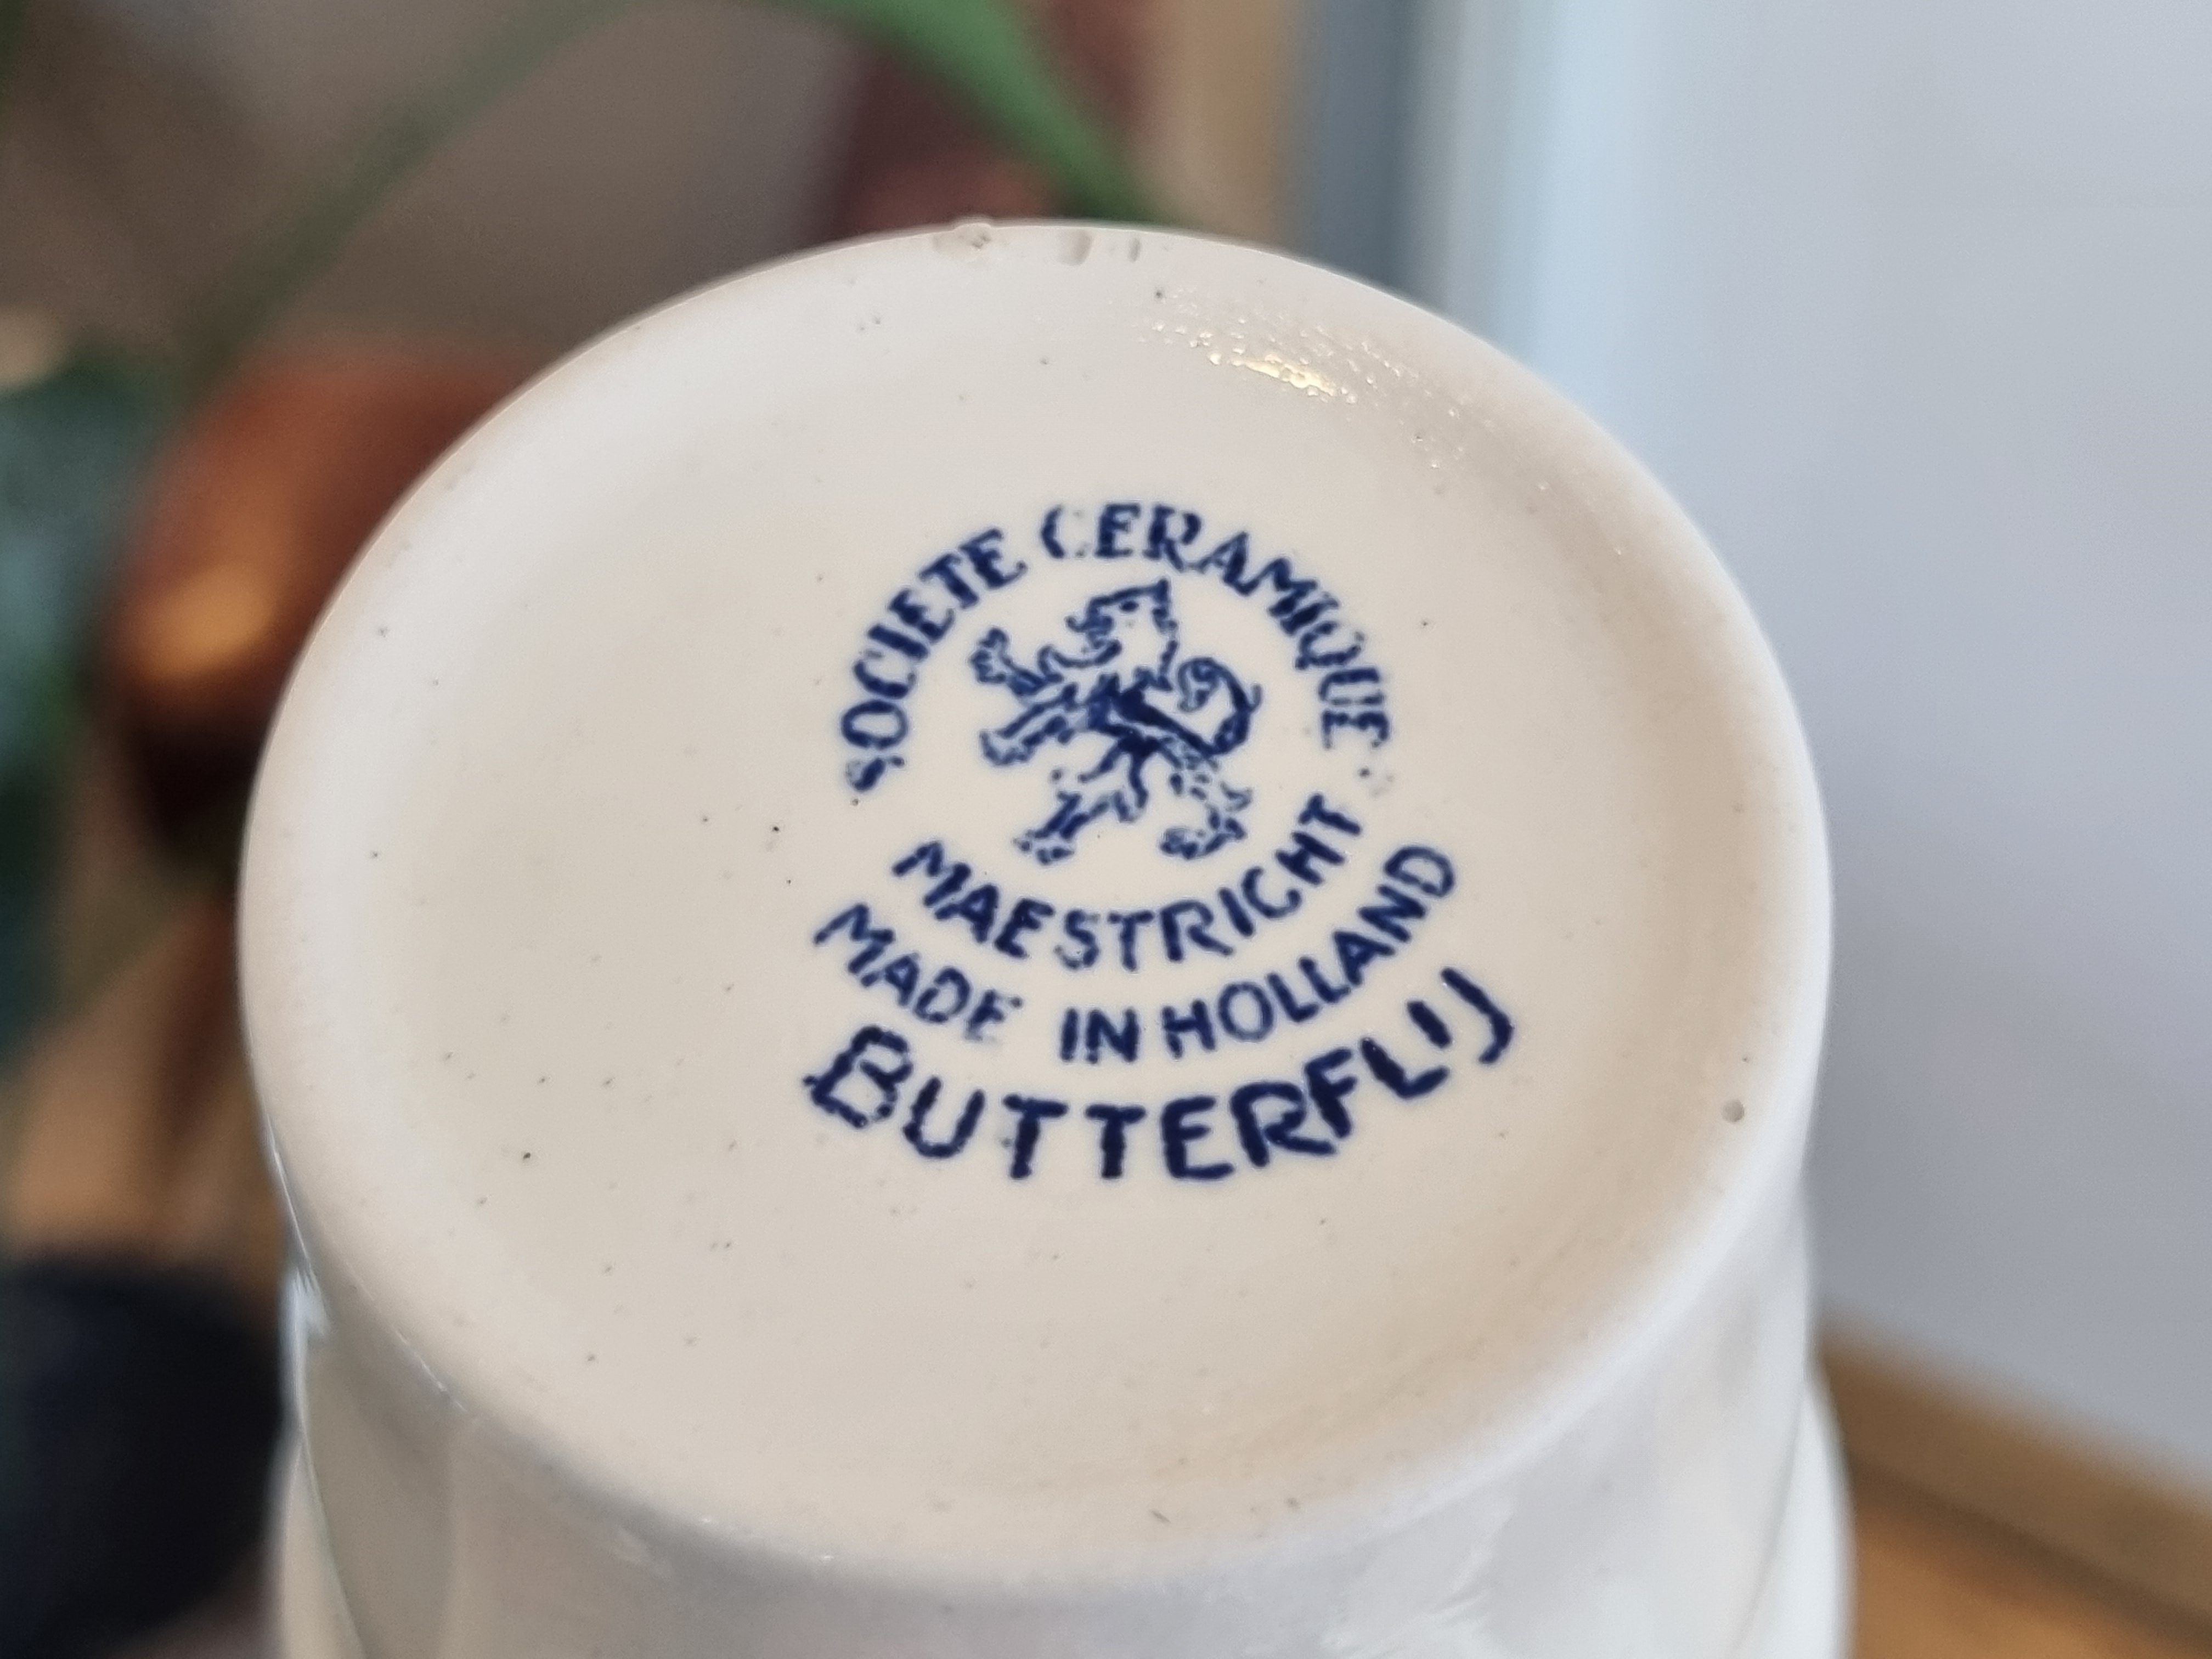 SOCIETE CERAMIQUE
MAESTRICHT
MADE IN HOLLAND
BUTTERFLIJ